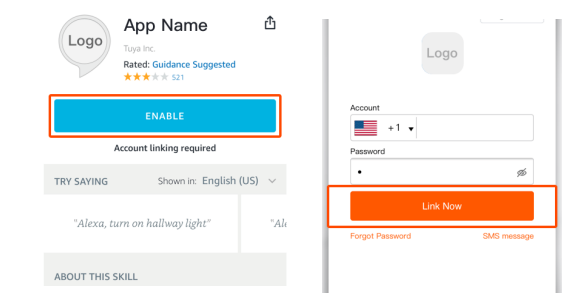 App Name
Logo
Tuya Inc.
Rated: Guidance Suggested
521
ENABLE
Account linking required
TRY SAYING Shown in: English (US)
"Alexa, turn on hallway light"
ABOUT THIS SKILL
Logo
Account
+1
Password
Link Now
Forgot Password SMS message